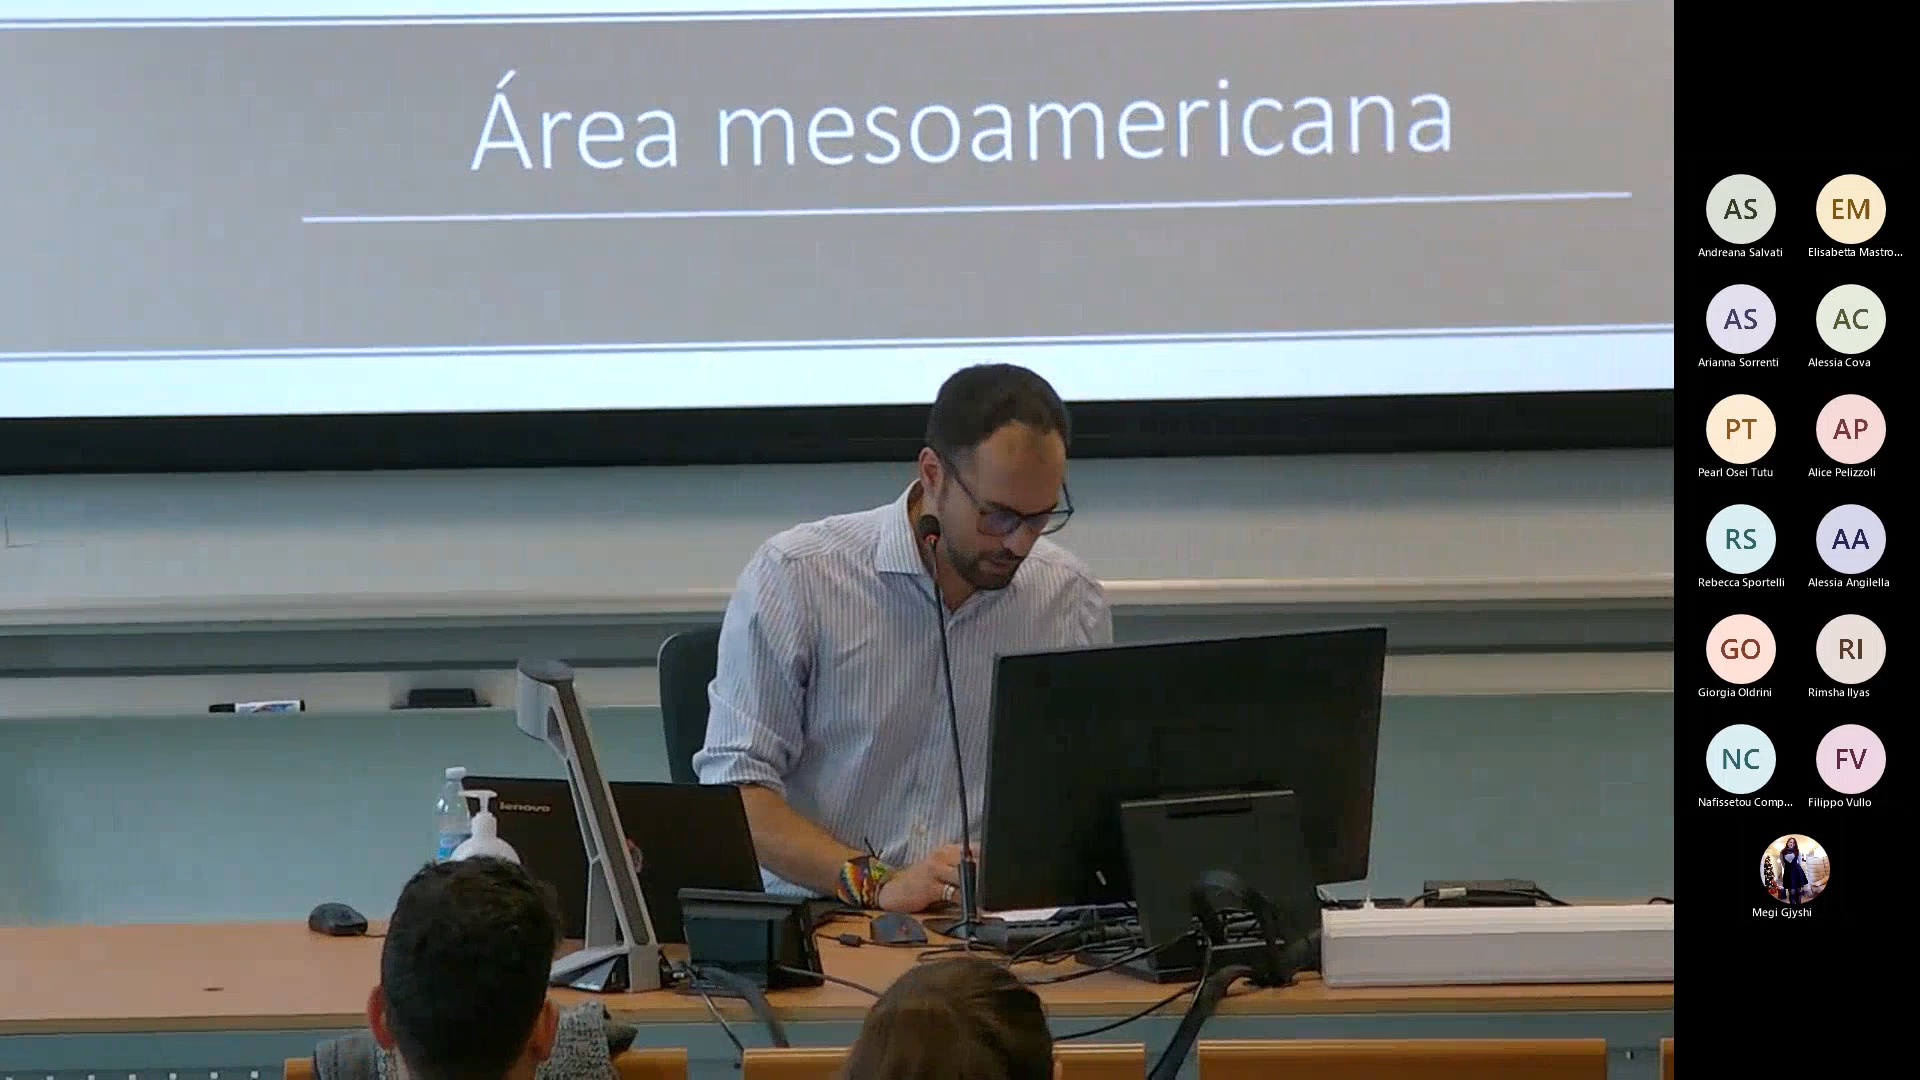 Área mesoamericana
lenovo
AS
EM
Andreana Salvati
Elisabetta Mastro...
AS
AC
Arianna Sorrenti
Alessia Cova
PT
AP
Pearl Osei Tutu
Alice Pelizzoli
RS
AA
Rebecca Sportelli
Alessia Angilella
GO
RI
Giorgia Oldrini
Rimsha Ilyas
NC
FV
Nafissetou Comp...
Filippo Vullo
Megi Gjyshi